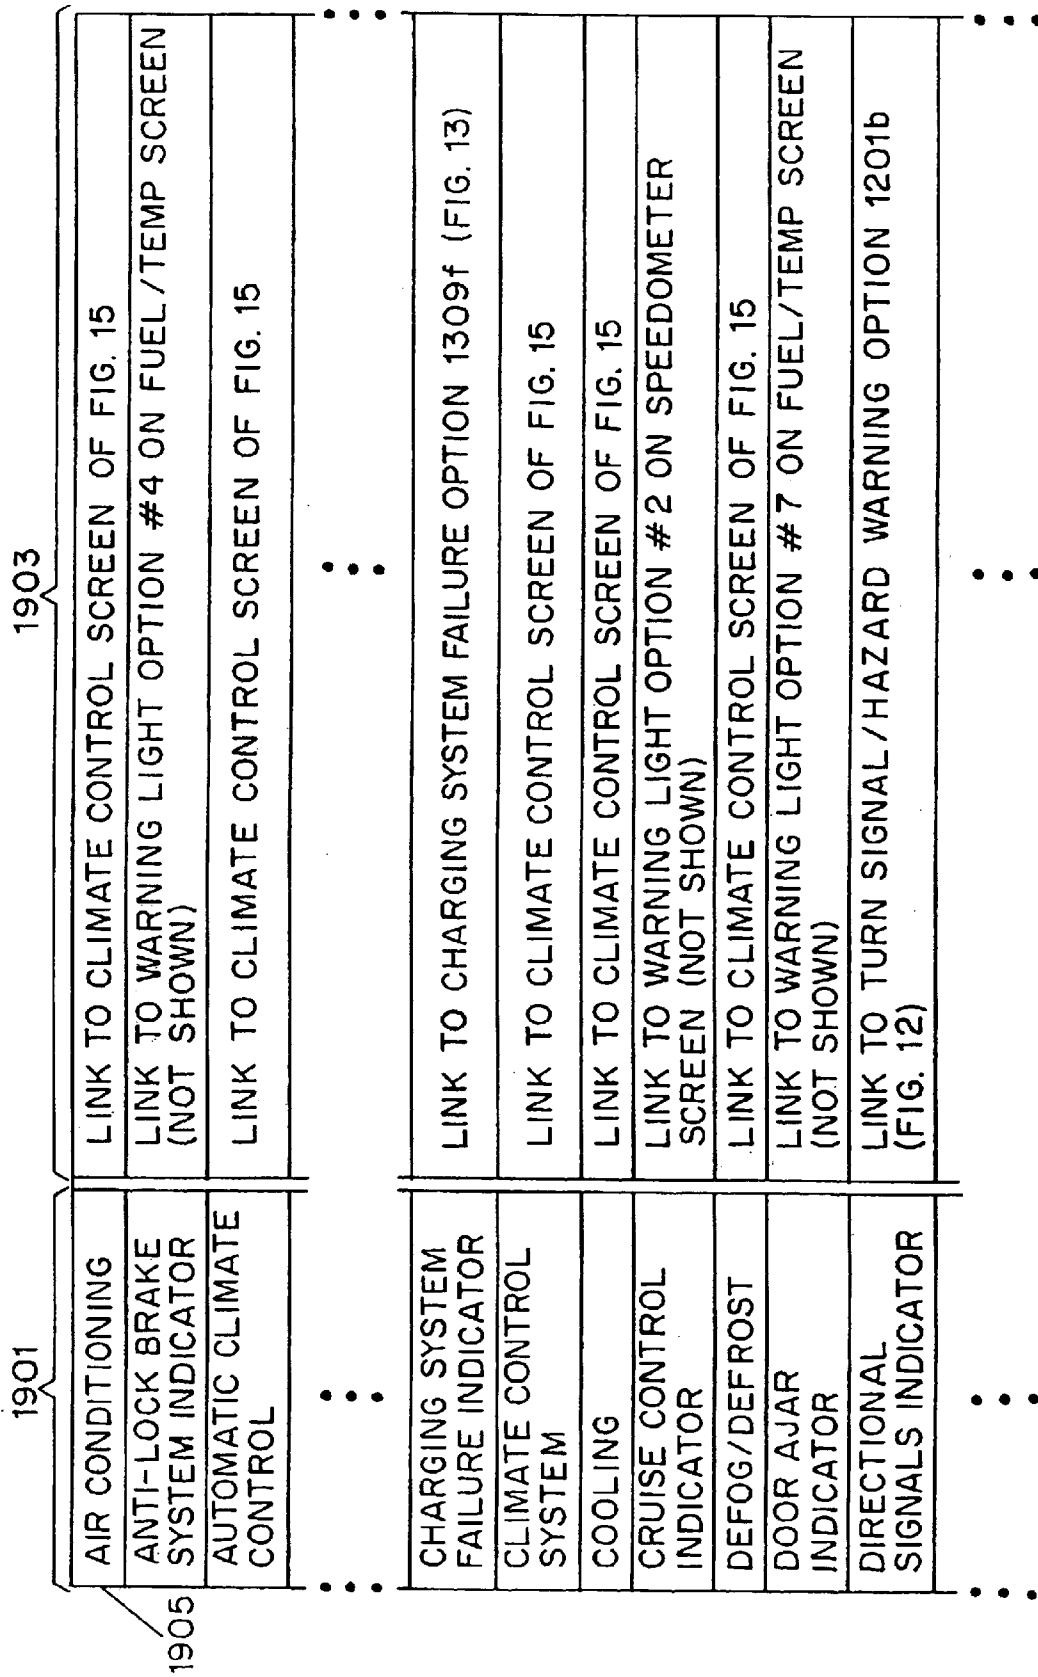 1901
1903
1905
AIR CONDITIONING
LINK TO CLIMATE CONTROL SCREEN OF FIG. 15
ANTI-LOCK BRAKE
SYSTEM INDICATOR
LINK TO WARNING LIGHT OPTION #4 ON FUEL/TEMP SCREEN
(NOT SHOWN)
AUTOMATIC CLIMATE
CONTROL
LINK TO CLIMATE CONTROL SCREEN OF FIG. 15
CHARGING SYSTEM
FAILURE INDICATOR
LINK TO CHARGING SYSTEM FAILURE OPTION 1309f (FIG. 13)
CLIMATE CONTROL
SYSTEM
LINK TO CLIMATE CONTROL SCREEN OF FIG. 15
COOLING
LINK TO CLIMATE CONTROL SCREEN OF FIG. 15
CRUISE CONTROL
INDICATOR
LINK TO WARNING LIGHT OPTION #2 ON SPEEDOMETER
SCREEN (NOT SHOWN)
DEFOG/DEFROST
LINK TO CLIMATE CONTROL SCREEN OF FIG. 15
DOOR AJAR
INDICATOR
LINK TO WARNING LIGHT OPTION #7 ON FUEL/TEMP SCREEN
(NOT SHOWN)
DIRECTIONAL
SIGNALS INDICATOR
LINK TO TURN SIGNAL/HAZARD WARNING OPTION 1201b
(FIG. 12)